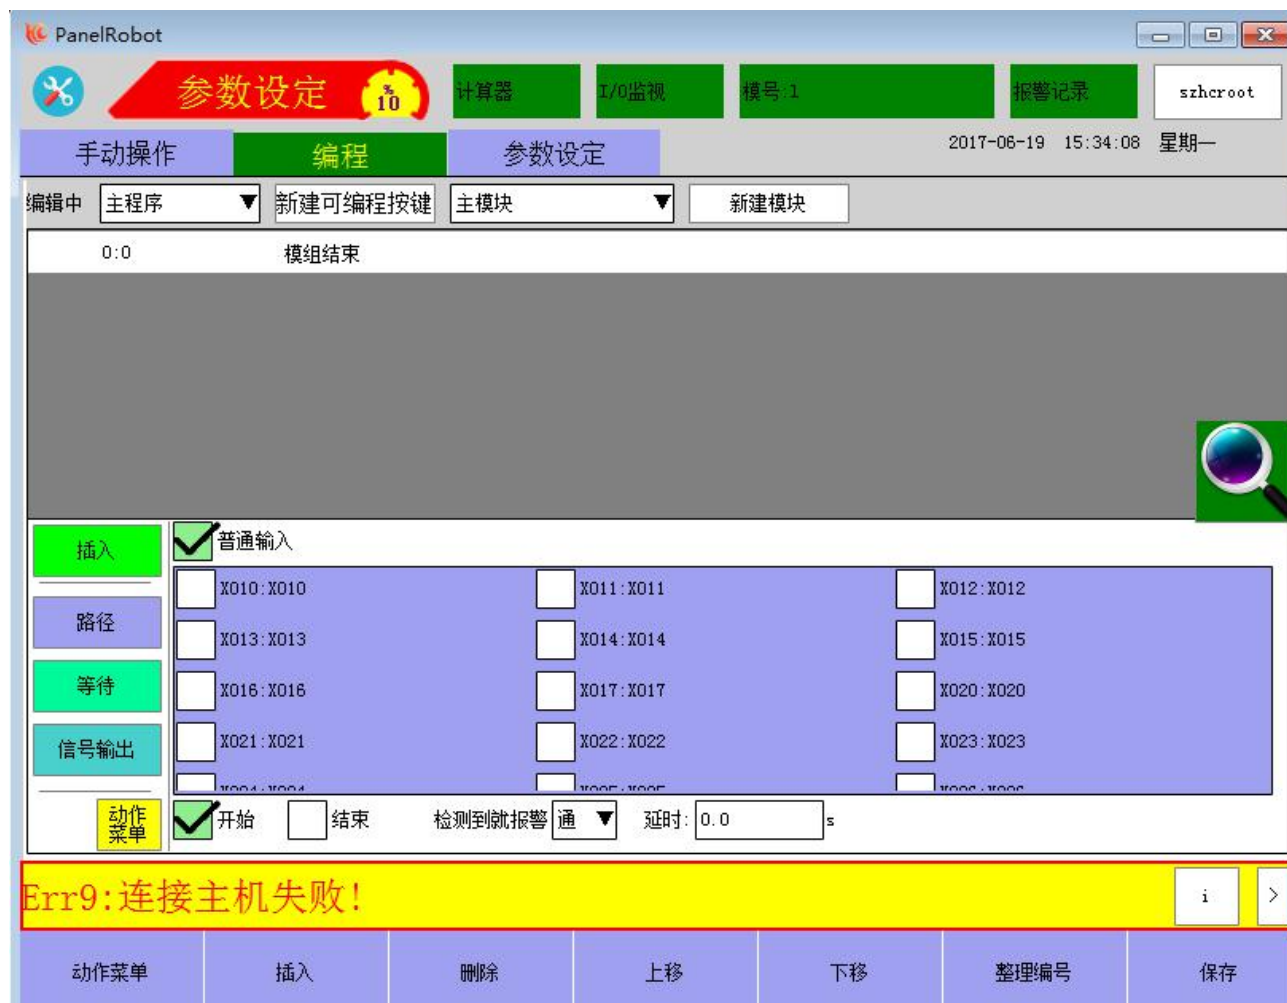 PanelRobot
参数设定 % 10 计算器 I/O监视 模号:1 报警记录 szhcroot
手动操作 编程 参数设定 2017-06-19 15:34:08 星期一
编辑中 主程序 新建可编程按键 主模块 新建模块
0:0 模组结束
插入 普通输入
X010:X010 X011:X011 X012:X012
路径 X013:X013 X014:X014 X015:X015
等待 X016:X016 X017:X017 X020:X020
信号输出 X021:X021 X022:X022 X023:X023
动作菜单 开始 结束 检测到就报警 通 延时: 0.0 s
Err9:连接主机失败! i >
动作菜单 插入 删除 上移 下移 整理编号 保存